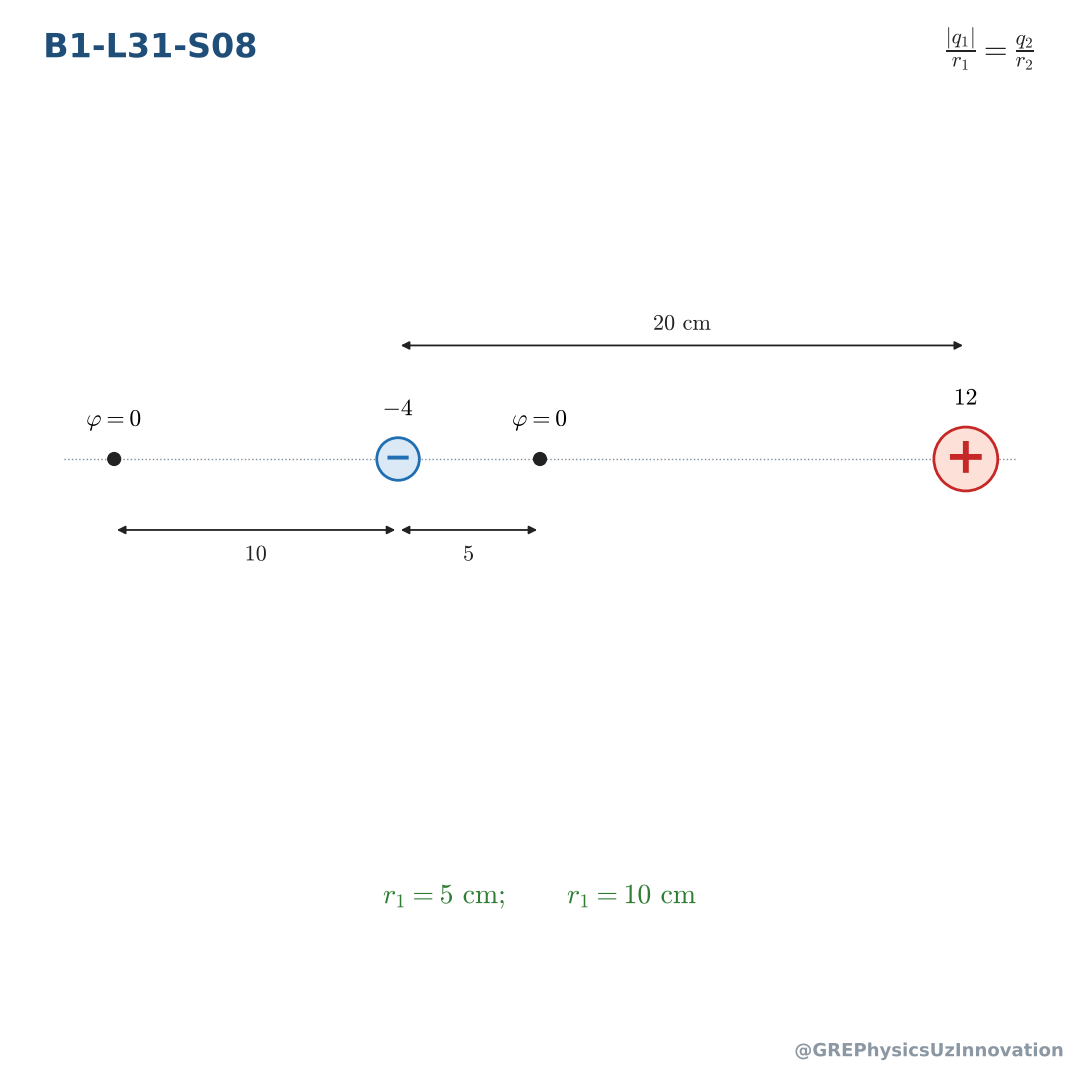 B1-L31-S08
|q₁|/r₁ = q₂/r₂
20 cm
φ = 0
−4
φ = 0
12
−
+
10
5
r₁ = 5 cm; r₁ = 10 cm
@GREPhysicsUzInnovation